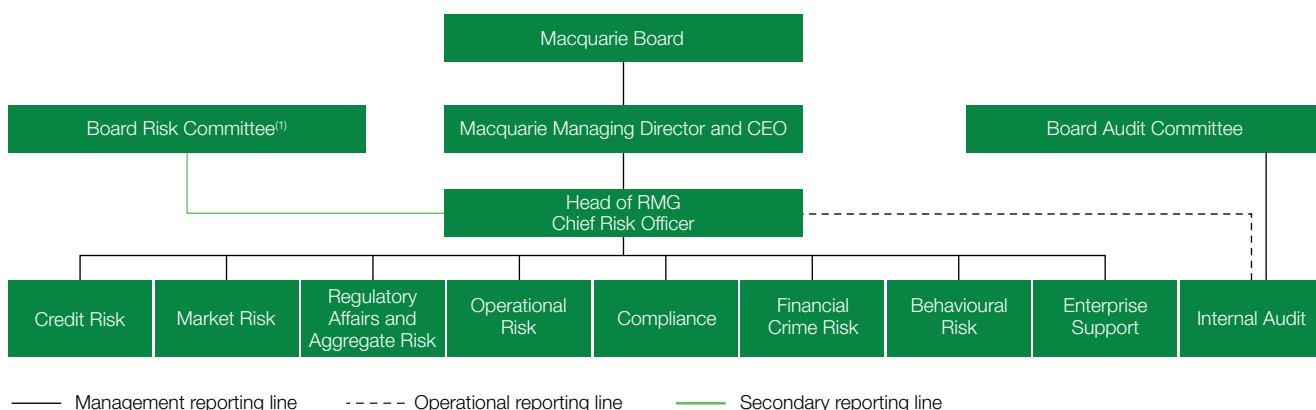 Macquarie Board
Board Risk Committee(1)
Macquarie Managing Director and CEO
Board Audit Committee
Head of RMG
Chief Risk Officer
Credit Risk
Market Risk
Regulatory
Affairs and
Aggregate Risk
Operational
Risk
Compliance
Financial
Crime Risk
Behavioural
Risk
Enterprise
Support
Internal Audit
Management reporting line
Operational reporting line
Secondary reporting line